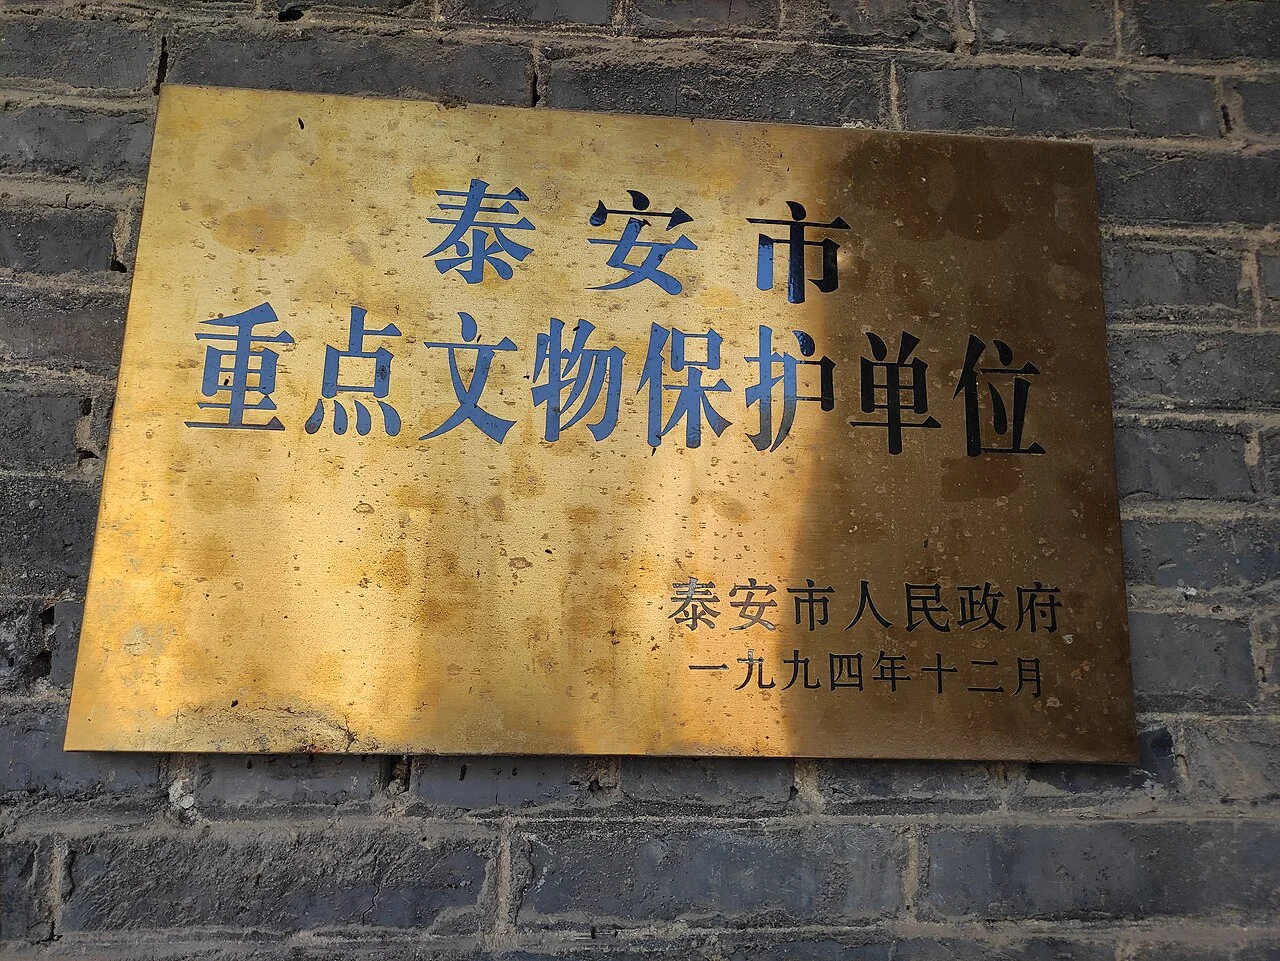 泰安市
重点文物保护单位
泰安市人民政府
一九九四年十二月